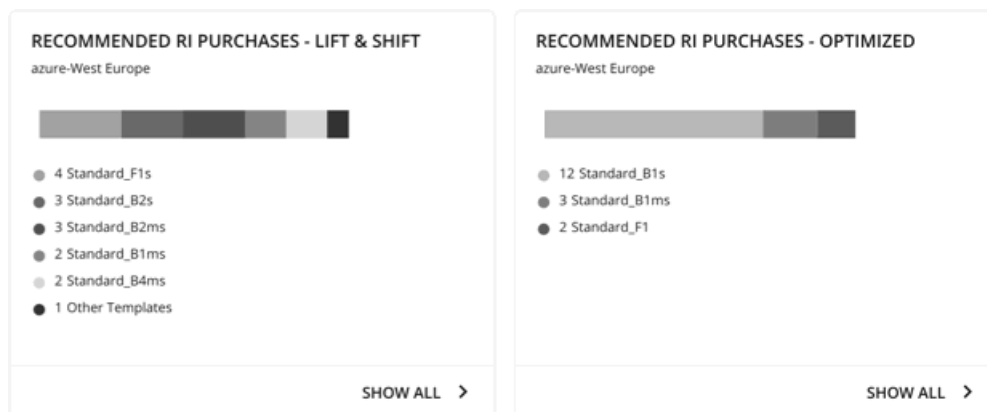 RECOMMENDED RI PURCHASES - LIFT & SHIFT
azure-West Europe
4 Standard_F1s
3 Standard_B2s
3 Standard_B2ms
2 Standard_B1ms
2 Standard_B4ms
1 Other Templates
SHOW ALL
RECOMMENDED RI PURCHASES - OPTIMIZED
azure-West Europe
12 Standard_B1s
3 Standard_B1ms
2 Standard_F1
SHOW ALL